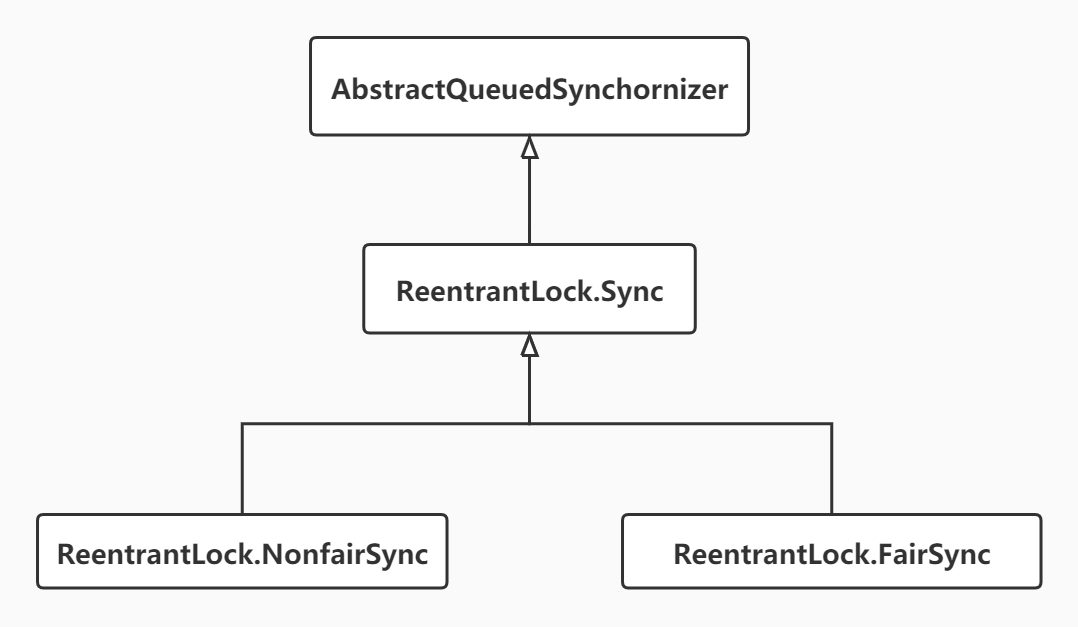 AbstractQueuedSynchornizer
ReentrantLock.Sync
ReentrantLock.NonfairSync
ReentrantLock.FairSync